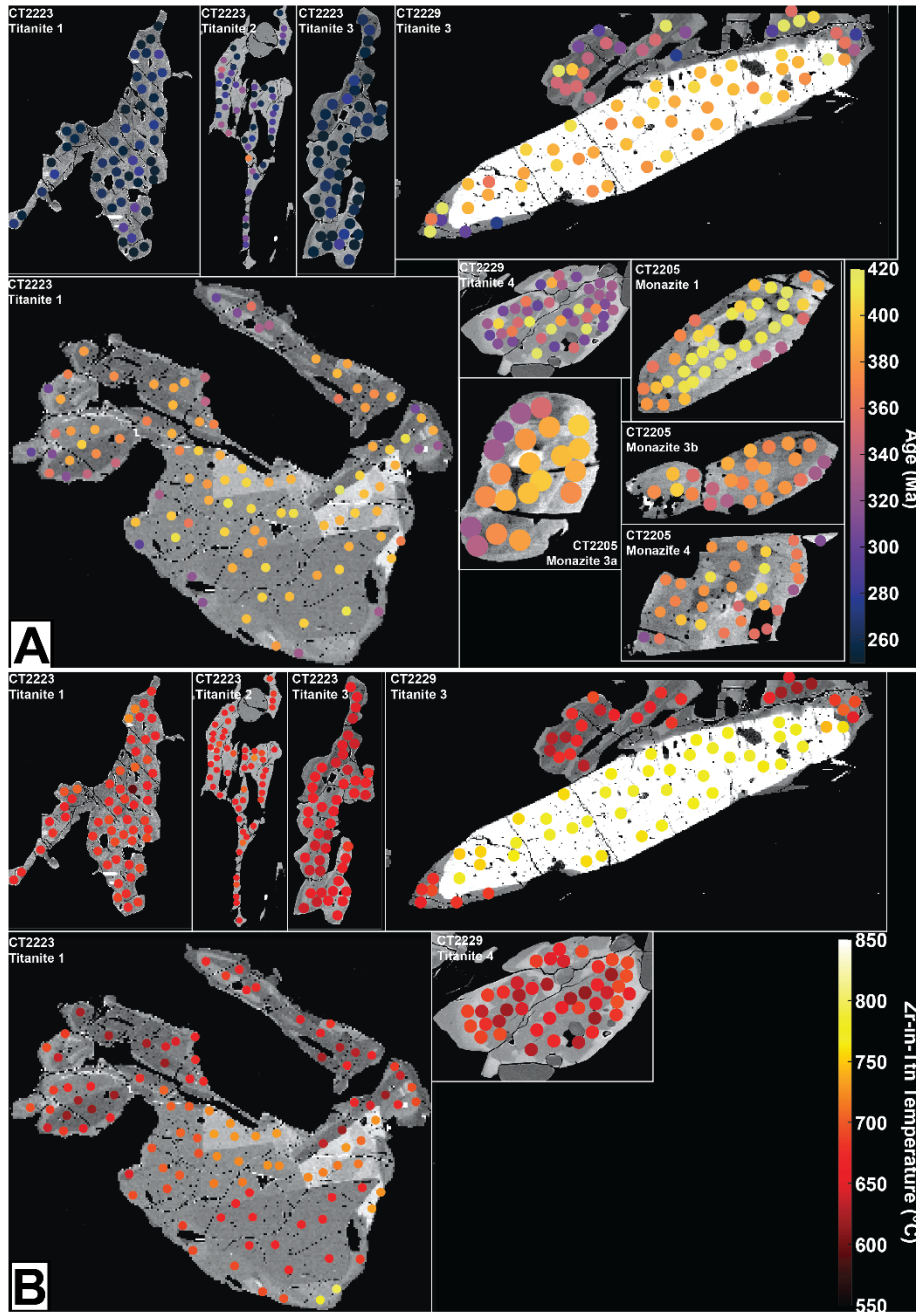 CT2223
Titanite 1
CT2223
Titanite 2
CT2223
Titanite 3
CT2229
Titanite 3
CT2223
Titanite 1
CT2229
Titanite 4
CT2205
Monazite 1
CT2205
Monazite 3b
CT2205
Monazite 3a
CT2205
Monazite 4
420
400
380
360
340
320
300
280
260
Age (Ma)
A
CT2223
Titanite 1
CT2223
Titanite 2
CT2223
Titanite 3
CT2229
Titanite 3
CT2223
Titanite 1
CT2229
Titanite 4
850
800
750
700
650
600
550
Zr-in-Ttn Temperature (°C)
B